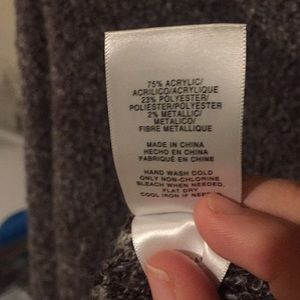 75% ACRYLIC/
ACRILICO/ACRYLIQUE
23% POLYESTER/
POLIESTER/POLYESTER
2% METALLIC/
METALICO/
FIBRE METALLIQUE
MADE IN CHINA
HECHO EN CHINA
FABRIQUÉ EN CHINE
HAND WASH COLD
ONLY NON-CHLORINE
BLEACH WHEN NEEDED,
FLAT DRY
COOL IRON IF